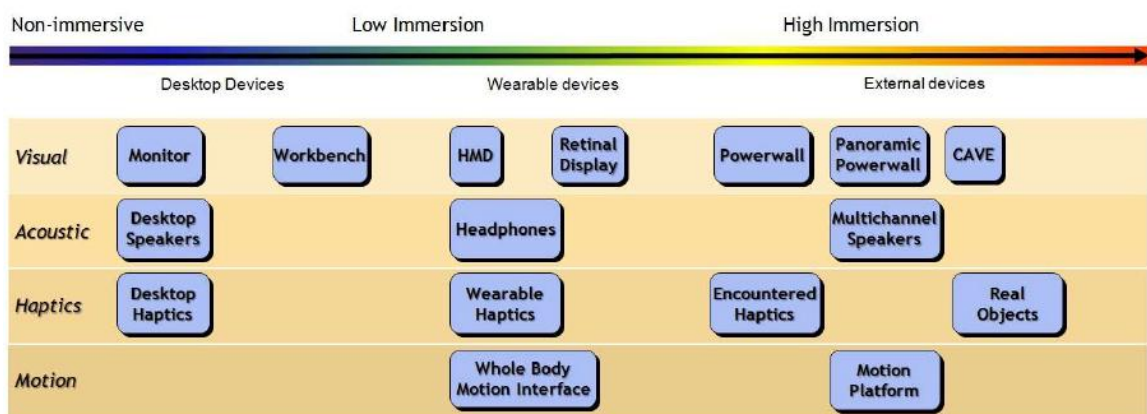 Non-immersive Low Immersion High Immersion
Desktop Devices Wearable devices External devices
Visual
Monitor
Workbench
HMD
Retinal
Display
Powerwall
Panoramic
Powerwall
CAVE
Acoustic
Desktop
Speakers
Headphones
Multichannel
Speakers
Haptics
Desktop
Haptics
Wearable
Haptics
Encountered
Haptics
Real
Objects
Motion
Whole Body
Motion Interface
Motion
Platform